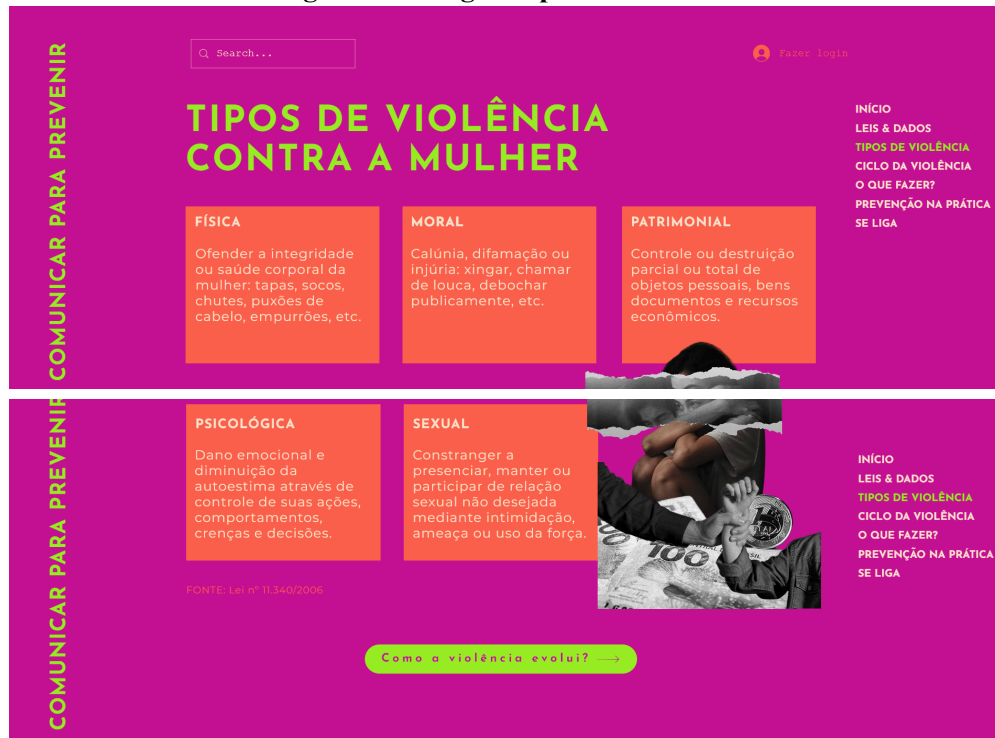 COMUNICAR PARA PREVENIR
Search...
Fazer login
TIPOS DE VIOLÊNCIA
CONTRA A MULHER
INÍCIO
LEIS & DADOS
TIPOS DE VIOLÊNCIA
CICLO DA VIOLÊNCIA
O QUE FAZER?
PREVENÇÃO NA PRÁTICA
SE LIGA
FÍSICA
Ofender a integridade
ou saúde corporal da
mulher: tapas, socos,
chutes, puxões de
cabelo, empurrões, etc.
MORAL
Calúnia, difamação ou
injúria: xingar, chamar
de louca, debochar
publicamente, etc.
PATRIMONIAL
Controle ou destruição
parcial ou total de
objetos pessoais, bens
documentos e recursos
econômicos.
COMUNICAR PARA PREVENIR
PSICOLÓGICA
Dano emocional e
diminuição da
autoestima através de
controle de suas ações,
comportamentos,
crenças e decisões.
SEXUAL
Constranger a
presenciar, manter ou
participar de relação
sexual não desejada
mediante intimidação,
ameaça ou uso da força.
100
INÍCIO
LEIS & DADOS
TIPOS DE VIOLÊNCIA
CICLO DA VIOLÊNCIA
O QUE FAZER?
PREVENÇÃO NA PRÁTICA
SE LIGA
FONTE: Lei nº 11.340/2006
Como a violência evolui?